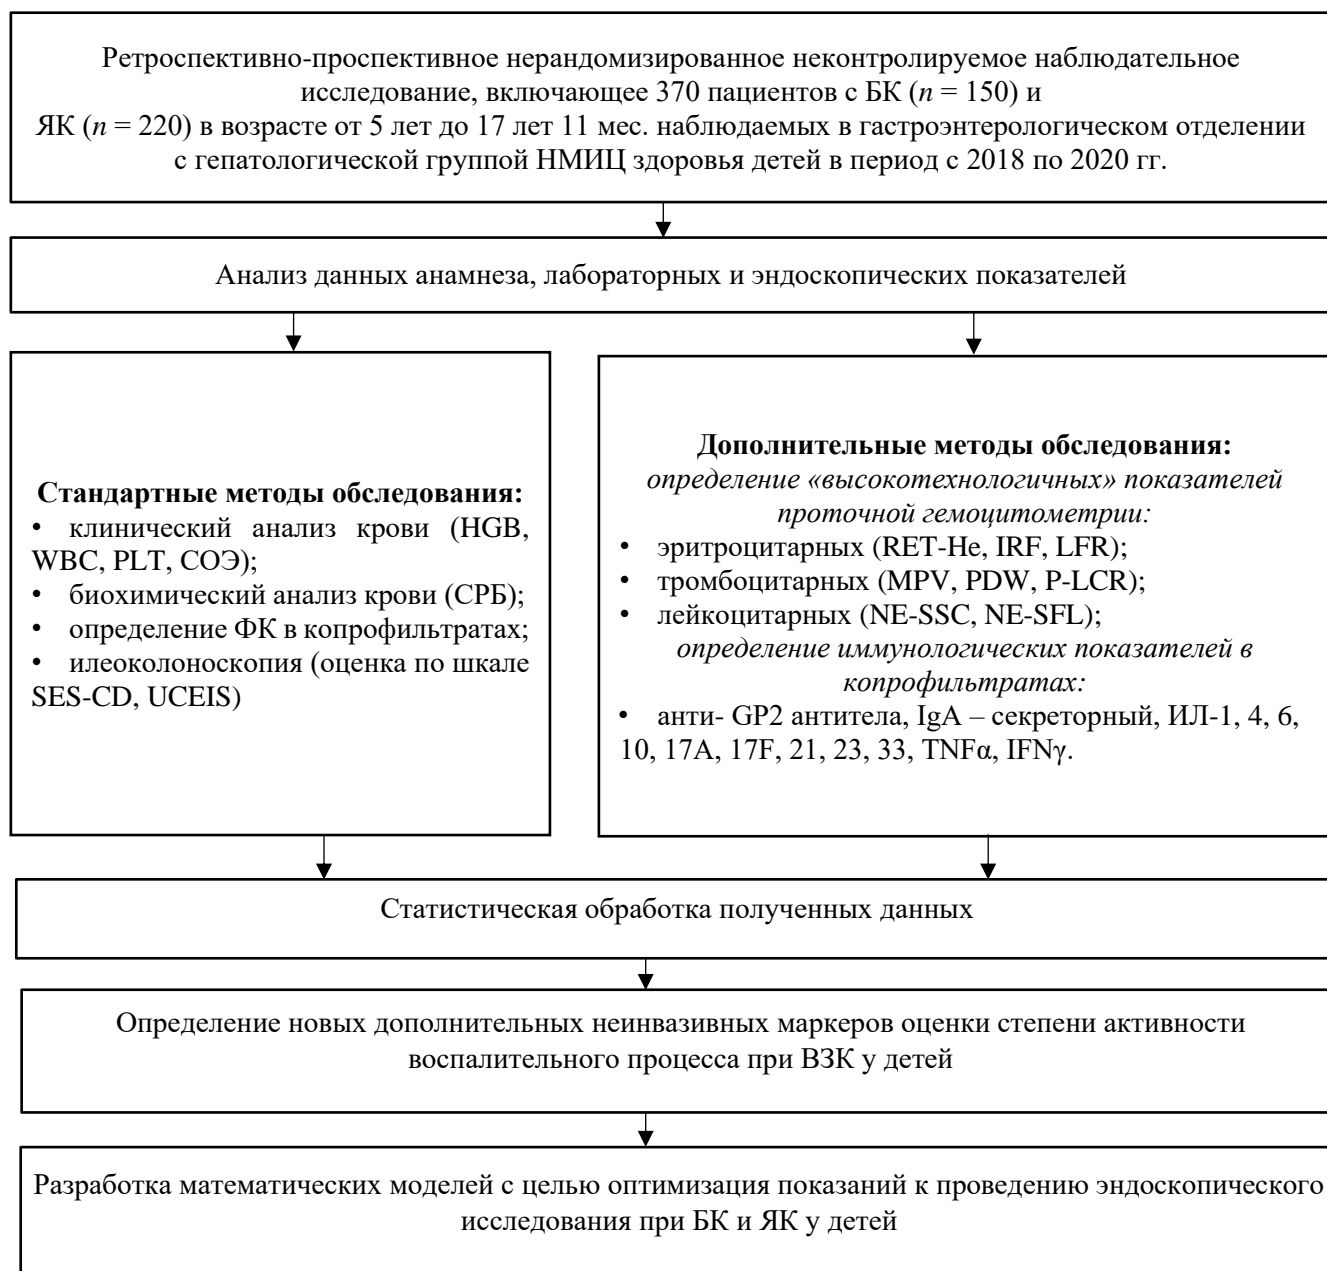 Ретроспективно-проспективное нерандомизированное неконтролируемое наблюдательное
исследование, включающее 370 пациентов с БК (n = 150) и
ЯК (n = 220) в возрасте от 5 лет до 17 лет 11 мес. наблюдаемых в гастроэнтерологическом отделении
с гепатологической группой НМИЦ здоровья детей в период с 2018 по 2020 гг.
Анализ данных анамнеза, лабораторных и эндоскопических показателей
Стандартные методы обследования:
• клинический анализ крови (HGB,
WBC, PLT, СОЭ);
• биохимический анализ крови (СРБ);
• определение ФК в копрофильтратах;
• илеоколоноскопия (оценка по шкале
SES-CD, UCEIS)
Дополнительные методы обследования:
определение «высокотехнологичных» показателей
проточной гемоцитометрии:
• эритроцитарных (RET-He, IRF, LFR);
• тромбоцитарных (MPV, PDW, P-LCR);
• лейкоцитарных (NE-SSC, NE-SFL);
определение иммунологических показателей в
копрофильтратах:
• анти- GP2 антитела, IgA – секреторный, ИЛ-1, 4, 6,
10, 17A, 17F, 21, 23, 33, TNFα, IFNγ.
Статистическая обработка полученных данных
Определение новых дополнительных неинвазивных маркеров оценки степени активности
воспалительного процесса при ВЗК у детей
Разработка математических моделей с целью оптимизация показаний к проведению эндоскопического
исследования при БК и ЯК у детей